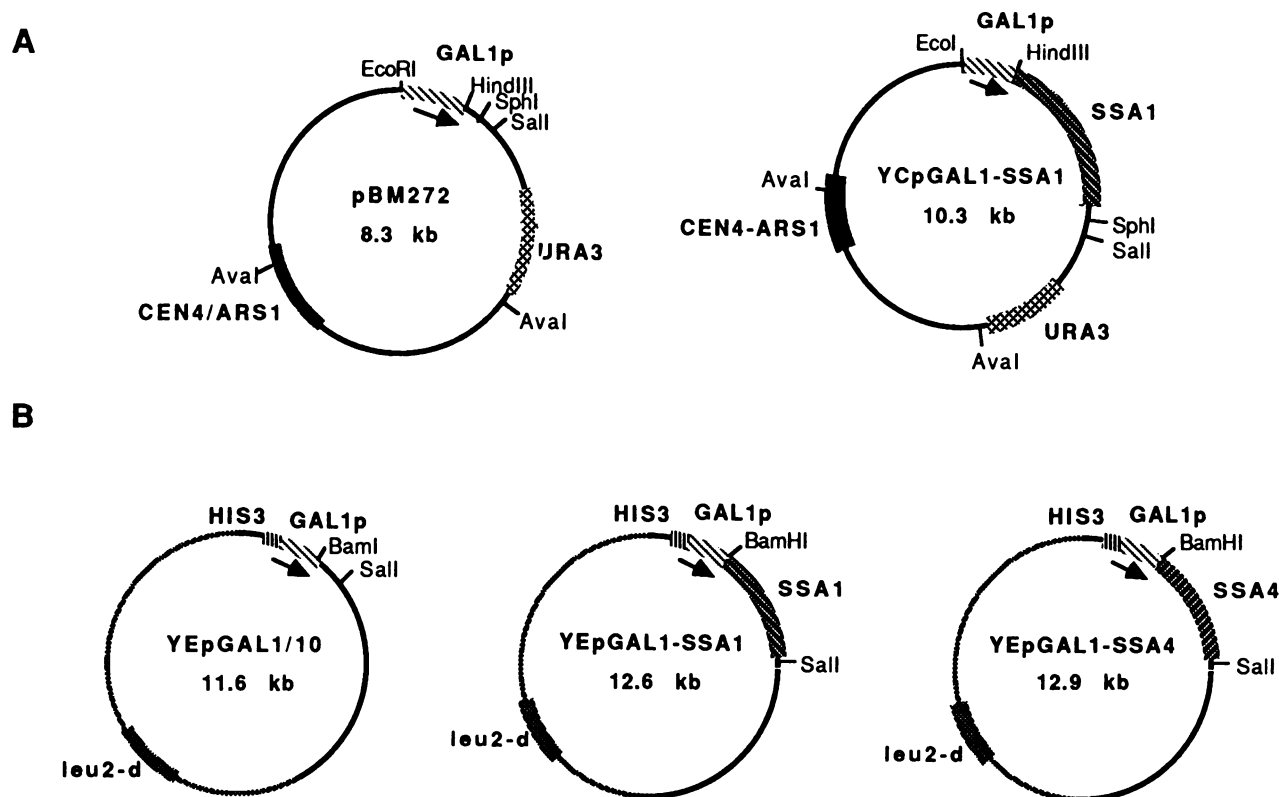 A
GAL1p
EcoRI
HindIII
SphI
SalI
pBM272
8.3 kb
URA3
AvaI
CEN4/ARS1
AvaI
GAL1p
EcoI
HindIII
SSA1
AvaI
YCpGAL1-SSA1
10.3 kb
CEN4-ARS1
SphI
SalI
URA3
AvaI
B
HIS3
GAL1p
BamI
SalI
YEpGAL1/10
11.6 kb
leu2-d
HIS3
GAL1p
BamHI
SSA1
YEpGAL1-SSA1
12.6 kb
SalI
leu2-d
HIS3
GAL1p
BamHI
SSA4
YEpGAL1-SSA4
12.9 kb
SalI
leu2-d